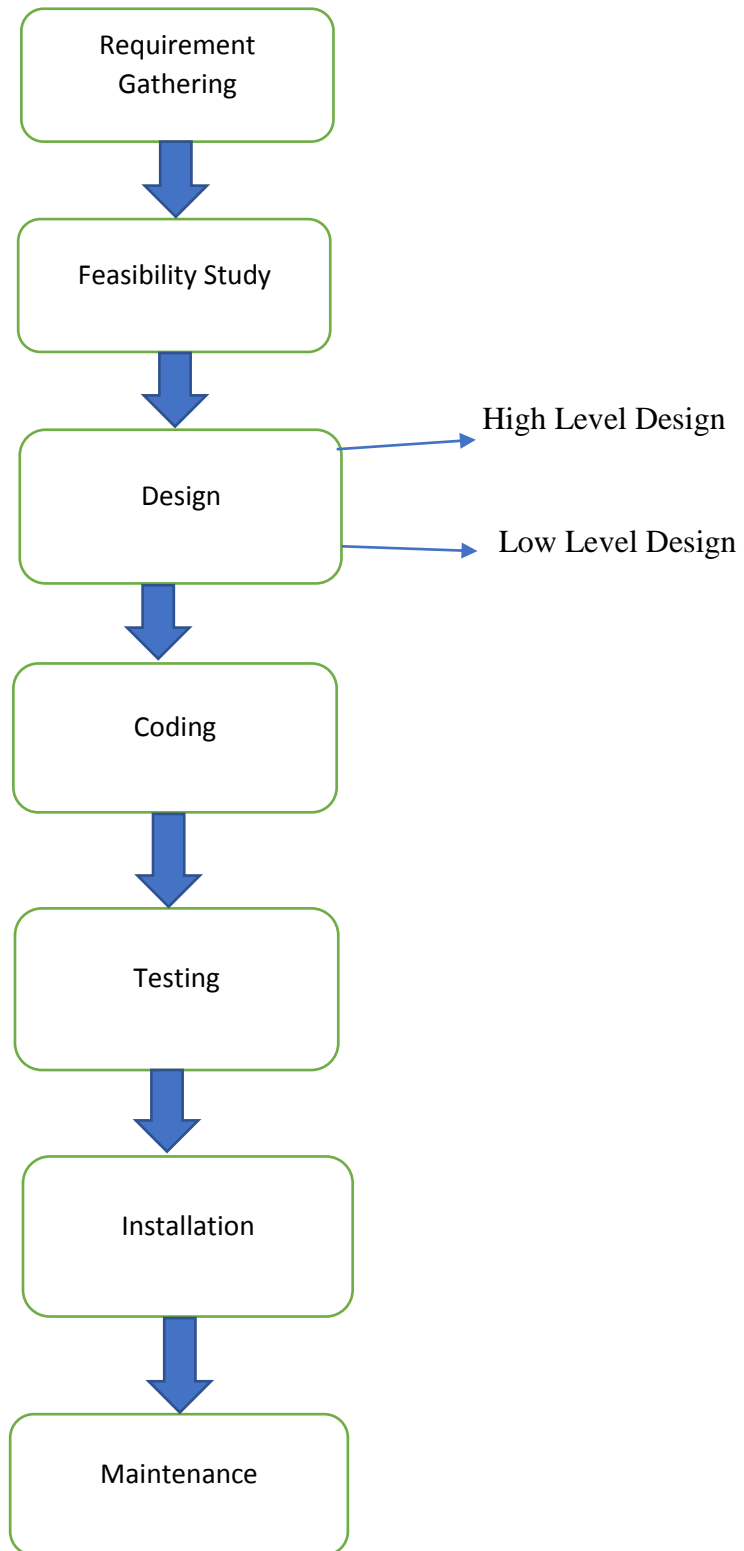 Requirement
Gathering
Feasibility Study
High Level Design
Design
Low Level Design
Coding
Testing
Installation
Maintenance